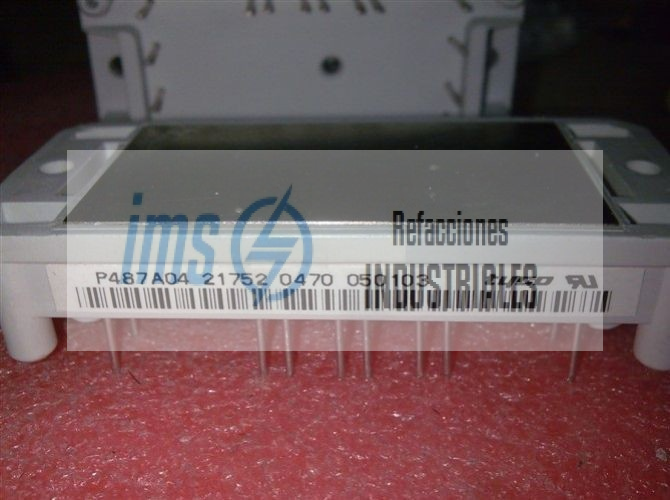 ims
Refacciones
INDUSTRIALES
P487A04 21752 0470 050103 tyco